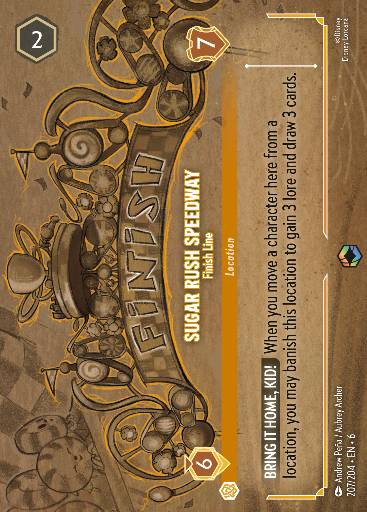 2
FINISH
7
SUGAR RUSH SPEEDWAY
Finish Line
6
Location
BRING IT HOME, KID! When you move a character here from a
location, you may banish this location to gain 3 lore and draw 3 cards.
Andrew Peña / Aubrey Archer
207/204 • EN • 6
©Disney
Disney Lorcana